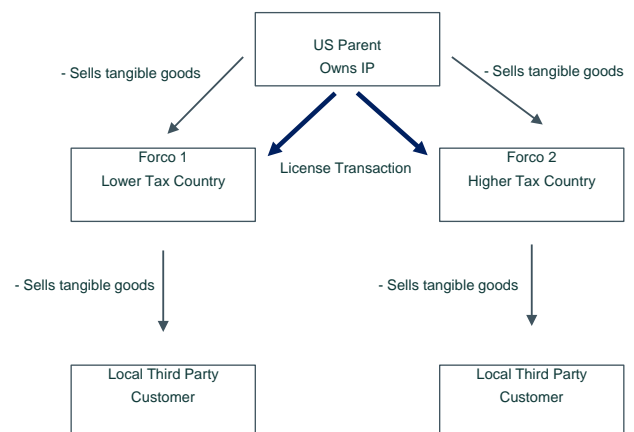 US Parent
Owns IP
- Sells tangible goods
- Sells tangible goods
Forco 1
Lower Tax Country
License Transaction
Forco 2
Higher Tax Country
- Sells tangible goods
- Sells tangible goods
Local Third Party
Customer
Local Third Party
Customer